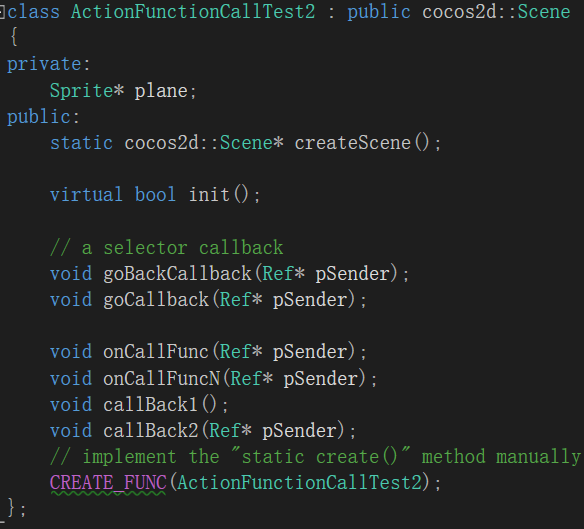 class ActionFunctionCallTest2 : public cocos2d::Scene
{
private:
    Sprite* plane;
public:
    static cocos2d::Scene* createScene();
    virtual bool init();
    // a selector callback
    void goBackCallback(Ref* pSender);
    void goCallback(Ref* pSender);
    void onCallFunc(Ref* pSender);
    void onCallFuncN(Ref* pSender);
    void callBack1();
    void callBack2(Ref* pSender);
    // implement the "static create()" method manually
    CREATE_FUNC(ActionFunctionCallTest2);
};